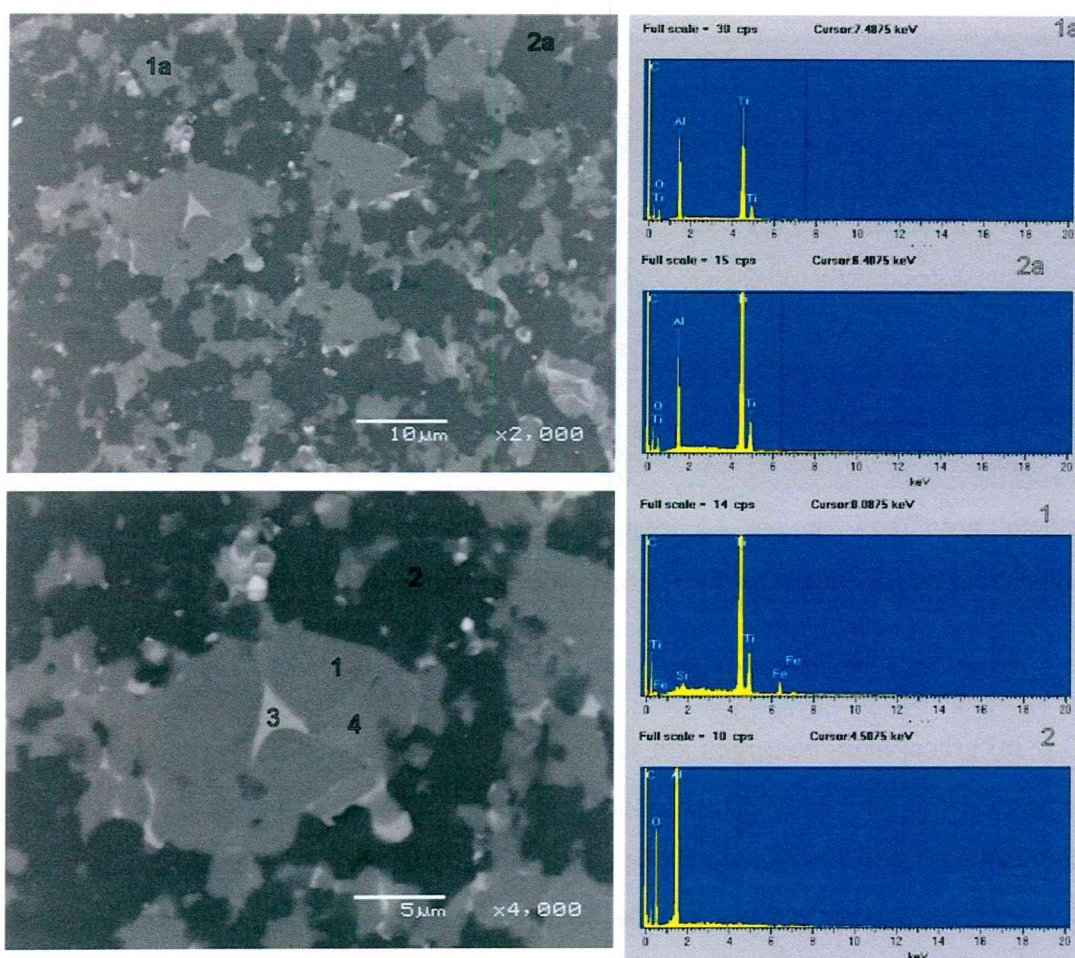 1a
2a
10μm x2,000
2
1
3
4
5μm x4,000
Full scale = 30 cps Cursor:7.4875 keV 1a
C
Ti
Al
O
Ti
Ti
0 2 4 6 8 10 12 14 16 18 20
Full scale = 15 cps Cursor:6.4875 keV 2a
Al
O
Ti
Ti
0 2 4 6 8 10 12 14 16 18 20
keV
Full scale = 14 cps Cursor:8.0875 keV 1
C
Ti
Ti
Fe
Fe
Si
Fe
0 2 4 6 8 10 12 14 16 18 20
Full scale = 10 cps Cursor:4.5875 keV 2
C
Al
O
0 2 4 6 8 10 12 14 16 18 20
keV